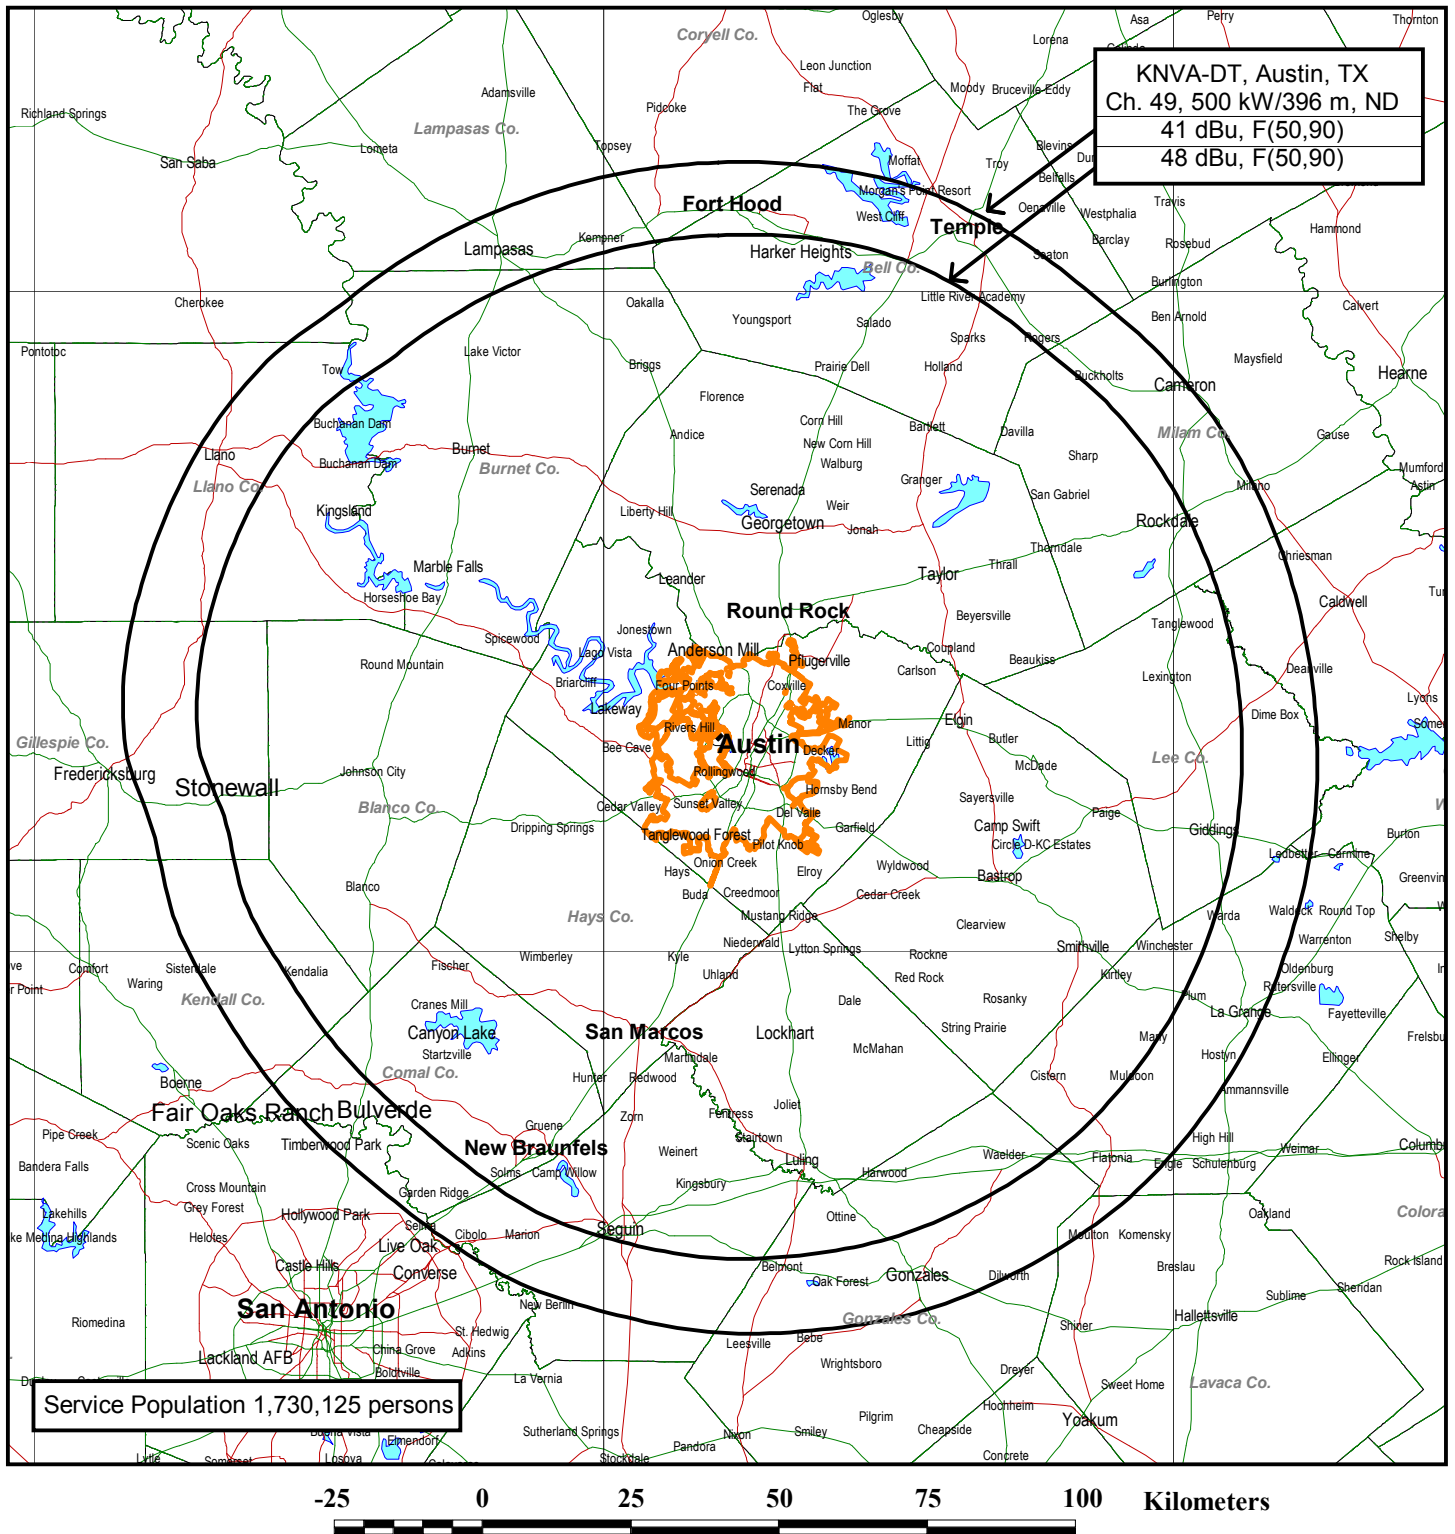 Oglesby
Asa
Perry
Thornton
Coryell Co.
Lorena
Leon Junction
KNVA-DT, Austin, TX
Ch. 49, 500 kW/396 m, ND
41 dBu, F(50,90)
48 dBu, F(50,90)
Flat
Moody
Bruceville-Eddy
Adamsville
Pidcoke
The Grove
Richland Springs
Lampasas Co.
Topsey
Lometa
San Saba
Blevins
Moffat
Troy
Belfalls
Morgan's Point Resort
Fort Hood
West Cliff
Oenaville
Westphalia
Travis
Temple
Hammond
Kempner
Lampasas
Harker Heights
Barclay
Rosebud
Seaton
Bell Co.
Burlington
Cherokee
Oakalla
Little River-Academy
Calvert
Youngsport
Salado
Ben Arnold
Sparks
Rogers
Pontotoc
Lake Victor
Maysfield
Tow
Briggs
Prairie Dell
Holland
Buckholts
Cameron
Hearne
Florence
Corn Hill
Buchanan Dam
Andice
New Corn Hill
Bartlett
Davilla
Milam Co.
Gause
Llano
Burnet
Walburg
Sharp
Buchanan Dam
Burnet Co.
Mumford
Llano Co.
Serenada
Granger
San Gabriel
Milano
Astin
Kingsland
Liberty Hill
Weir
Georgetown
Jonah
Rockdale
Thorndale
Chriesman
Marble Falls
Leander
Taylor
Thrall
Horseshoe Bay
Round Rock
Caldwell
Beyersville
Tanglewood
Spicewood
Jonestown
Lago Vista
Anderson Mill
Pflugerville
Coupland
Beaukiss
Round Mountain
Carlson
Deanville
Briarcliff
Four Points
Coxville
Lexington
Lyons
Lakeway
Manor
Elgin
Dime Box
Rivers Hill
Gillespie Co.
Bee Cave
Austin
Decker
Littig
Butler
Lee Co.
Fredericksburg
Stonewall
Johnson City
Rollingwood
McDade
Hornsby Bend
Blanco Co.
Cedar Valley
Sunset Valley
Del Valle
Sayersville
Paige
Dripping Springs
Tanglewood Forest
Garfield
Camp Swift
Giddings
Burton
Pilot Knob
Circle D-KC Estates
Ledbetter
Carmine
Onion Creek
Hays
Elroy
Wyldwood
Bastrop
Blanco
Buda
Creedmoor
Cedar Creek
Hays Co.
Mustang Ridge
Clearview
Warda
Waldeck
Round Top
Niederwald
Lytton Springs
Smithville
Winchester
Warrenton
Shelby
Comfort
Sisterdale
Kendalia
Fischer
Wimberley
Kyle
Rockne
Oldenburg
Waring
Uhland
Red Rock
Kirtley
Rutersville
Kendall Co.
Cranes Mill
Dale
Rosanky
Plum
La Grange
Fayetteville
Canyon Lake
San Marcos
Lockhart
String Prairie
Many
Startzville
Martindale
McMahan
Hostyn
Ellinger
Comal Co.
Boerne
Hunter
Redwood
Cistern
Muldoon
Ammannsville
Fair Oaks Ranch
Bulverde
Zorn
Fentress
Joliet
Gruene
Pipe Creek
Scenic Oaks
Timberwood Park
New Braunfels
Stairtown
High Hill
Weinert
Luling
Waelder
Flatonia
Engle
Schulenburg
Weimar
Bandera Falls
Solms
Camp Willow
Harwood
Kingsbury
Cross Mountain
Garden Ridge
Grey Forest
Lakehills
Hollywood Park
Selma
Seguin
Ottine
Oakland
Helotes
Cibolo
Marion
Moulton
Komensky
Live Oak
Castle Hills
Converse
Belmont
Oak Forest
Gonzales
Dilworth
Breslau
Rock Island
Sublime
Sheridan
San Antonio
New Berlin
Gonzales Co.
Hallettsville
Riomedina
St. Hedwig
Shiner
Leesville
Bebe
Lackland AFB
China Grove
Adkins
Wrightsboro
Boldtville
La Vernia
Dreyer
Sweet Home
Lavaca Co.
Service Population 1,730,125 persons
Hochheim
Pilgrim
Yoakum
Sutherland Springs
Nixon
Smiley
Cheapside
Elmendorf
Pandora
Concrete
Stockdale
Losoya
-25 0 25 50 75 100 Kilometers